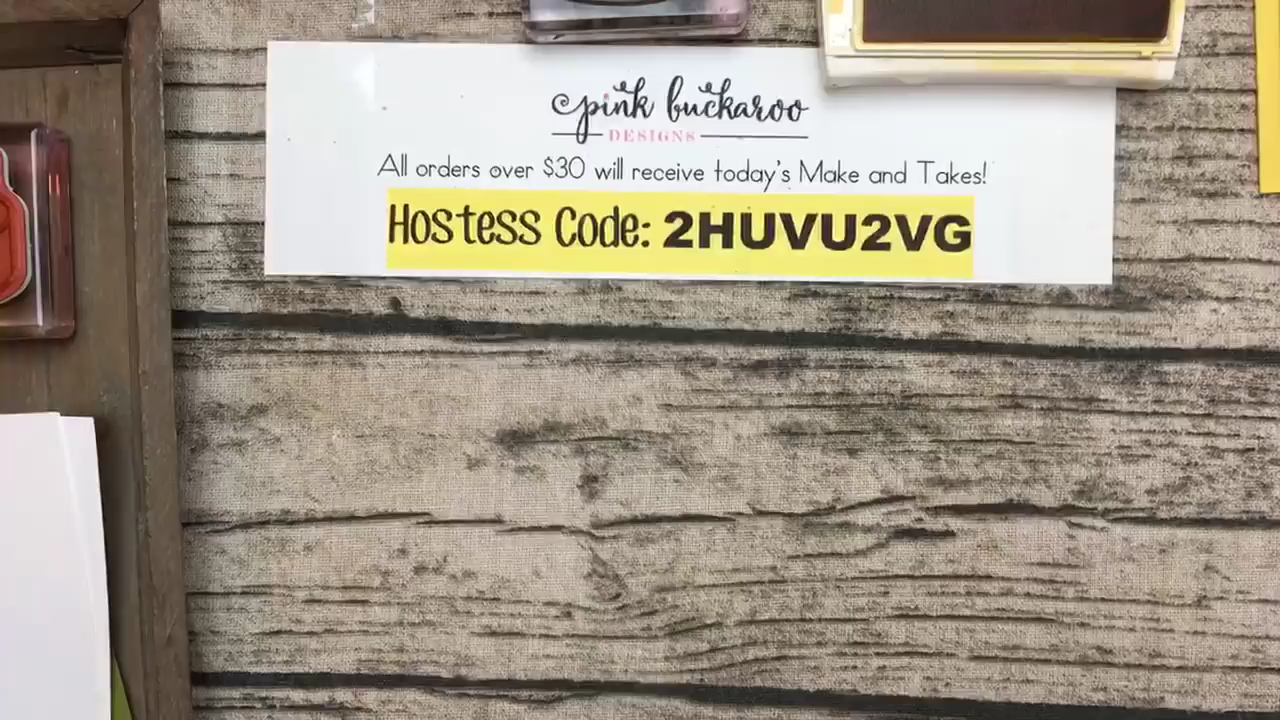 pink buckaroo
DESIGNS
All orders over $30 will receive today's Make and Takes!
Hostess Code: 2HUVU2VG